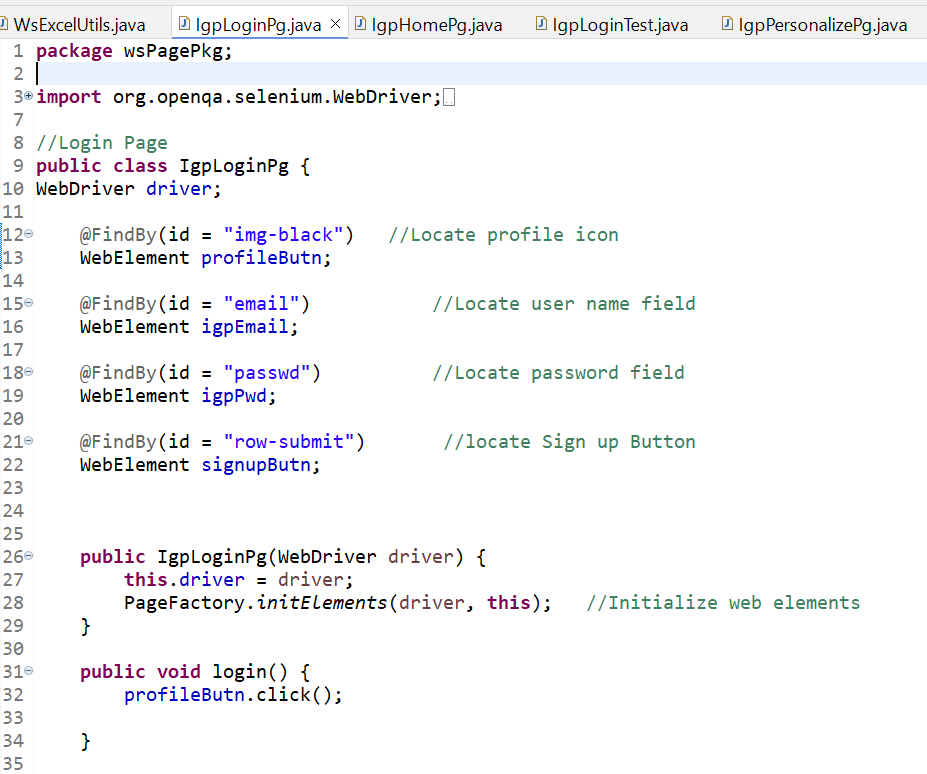 WsExcelUtils.java IgpLoginPg.java IgpHomePg.java IgpLoginTest.java IgpPersonalizePg.java
1 package wsPagePkg;
2
3 import org.openqa.selenium.WebDriver;
7
8 //Login Page
9 public class IgpLoginPg {
10 WebDriver driver;
11
12 @FindBy(id = "img-black") //Locate profile icon
13 WebElement profileButn;
14
15 @FindBy(id = "email") //Locate user name field
16 WebElement igpEmail;
17
18 @FindBy(id = "passwd") //Locate password field
19 WebElement igpPwd;
20
21 @FindBy(id = "row-submit") //locate Sign up Button
22 WebElement signupButn;
23
24
25
26 public IgpLoginPg(WebDriver driver) {
27 this.driver = driver;
28 PageFactory.initElements(driver, this); //Initialize web elements
29 }
30
31 public void login() {
32 profileButn.click();
33
34 }
35